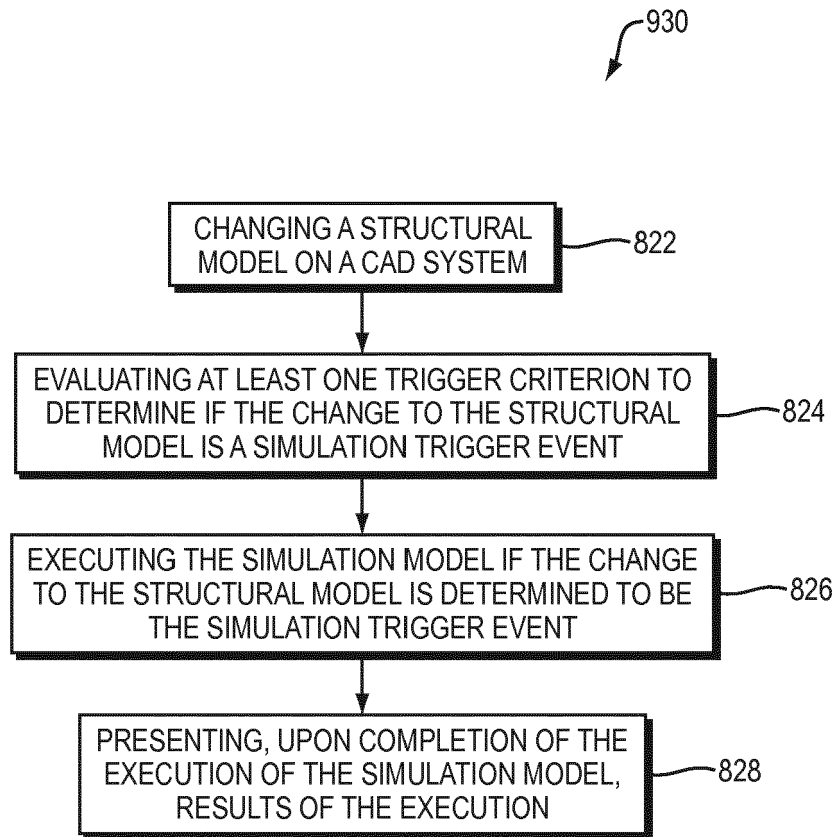 930
CHANGING A STRUCTURAL
MODEL ON A CAD SYSTEM
822
EVALUATING AT LEAST ONE TRIGGER CRITERION TO
DETERMINE IF THE CHANGE TO THE STRUCTURAL
MODEL IS A SIMULATION TRIGGER EVENT
824
EXECUTING THE SIMULATION MODEL IF THE CHANGE
TO THE STRUCTURAL MODEL IS DETERMINED TO BE
THE SIMULATION TRIGGER EVENT
826
PRESENTING, UPON COMPLETION OF THE
EXECUTION OF THE SIMULATION MODEL,
RESULTS OF THE EXECUTION
828